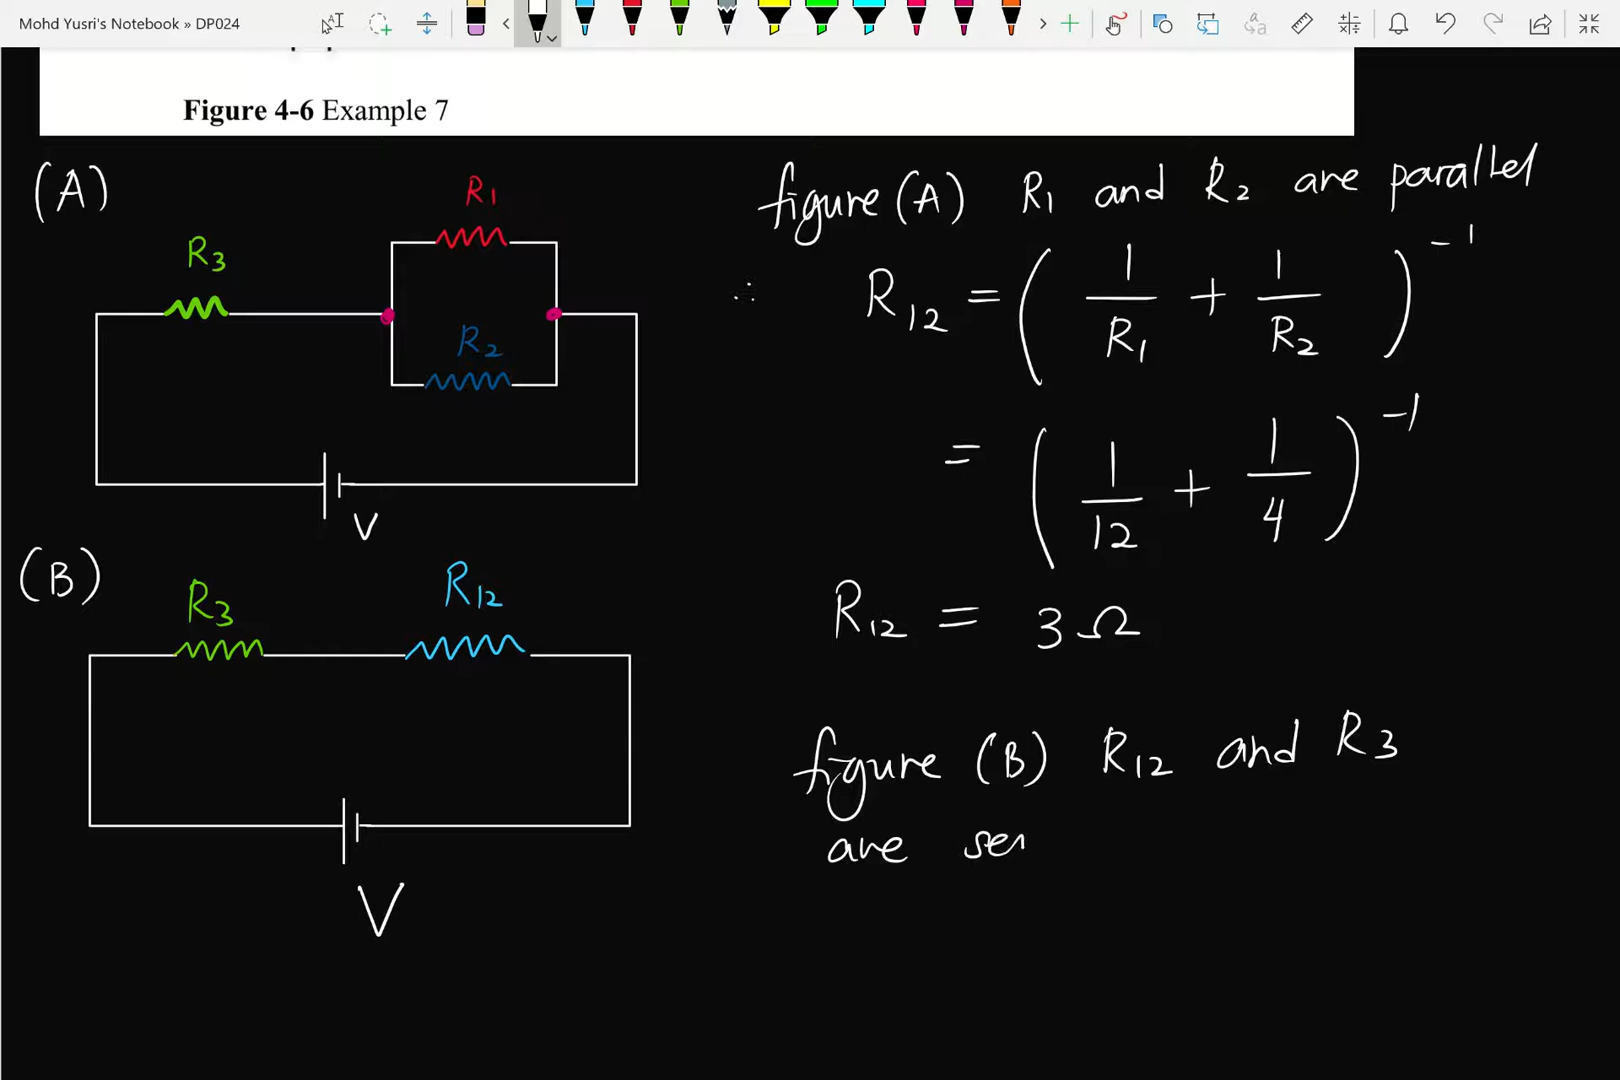 Mohd Yusri's Notebook » DP024
Figure 4-6 Example 7
(A)
R3
R1
R2
V
(B)
R3
R12
V
figure (A) R1 and R2 are parallel
∴ R12 = ( 1/R1 + 1/R2 )^-1
= ( 1/12 + 1/4 )^-1
R12 = 3 Ω
figure (B) R12 and R3
are ser